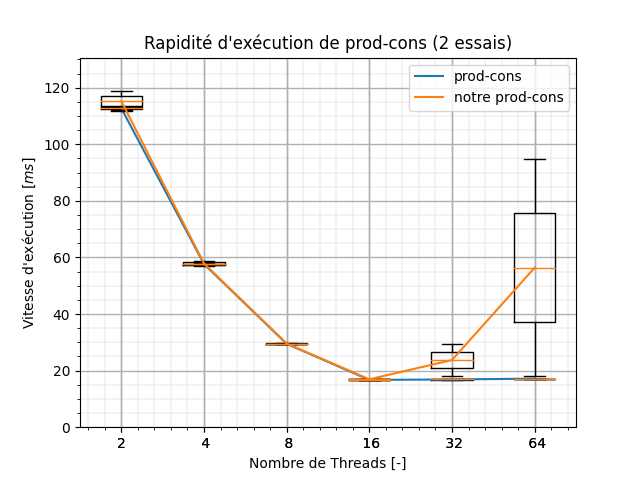 Rapidité d'exécution de prod-cons (2 essais)
prod-cons
notre prod-cons
Vitesse d'exécution [ms]
120
100
80
60
40
20
0
2 4 8 16 32 64
Nombre de Threads [-]